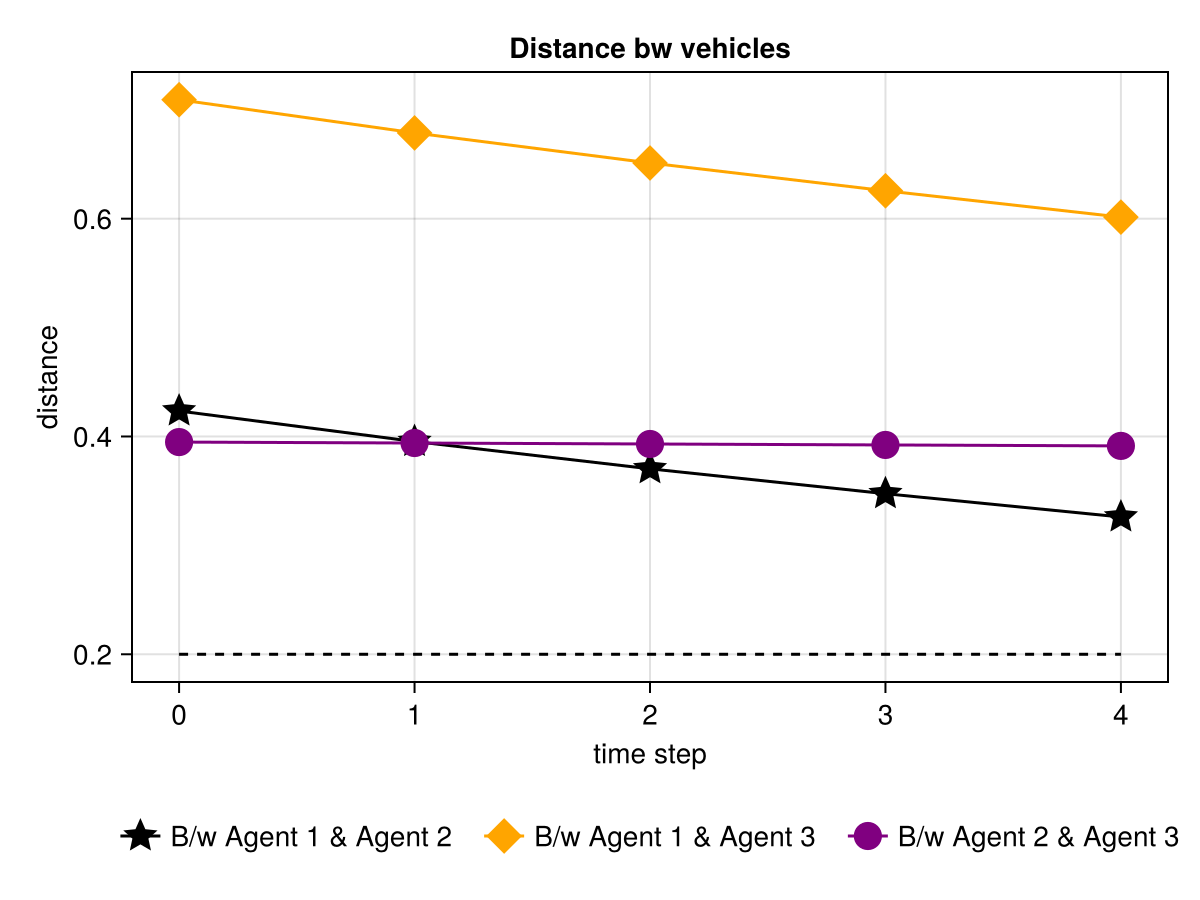 Distance bw vehicles
distance
0.6
0.4
0.2
0 1 2 3 4
time step
B/w Agent 1 & Agent 2 B/w Agent 1 & Agent 3 B/w Agent 2 & Agent 3